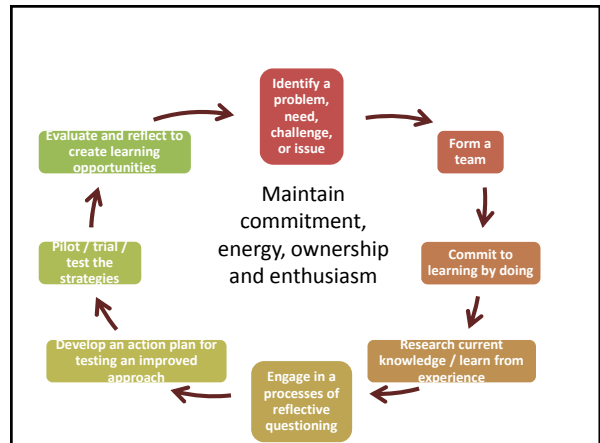 Identify a
problem,
need,
challenge,
or issue
Form a
team
Commit to
learning by doing
Research current
knowledge / learn from
experience
Engage in a
processes of
reflective
questioning
Develop an action plan for
testing an improved
approach
Pilot / trial /
test the
strategies
Evaluate and reflect to
create learning
opportunities
Maintain
commitment,
energy, ownership
and enthusiasm